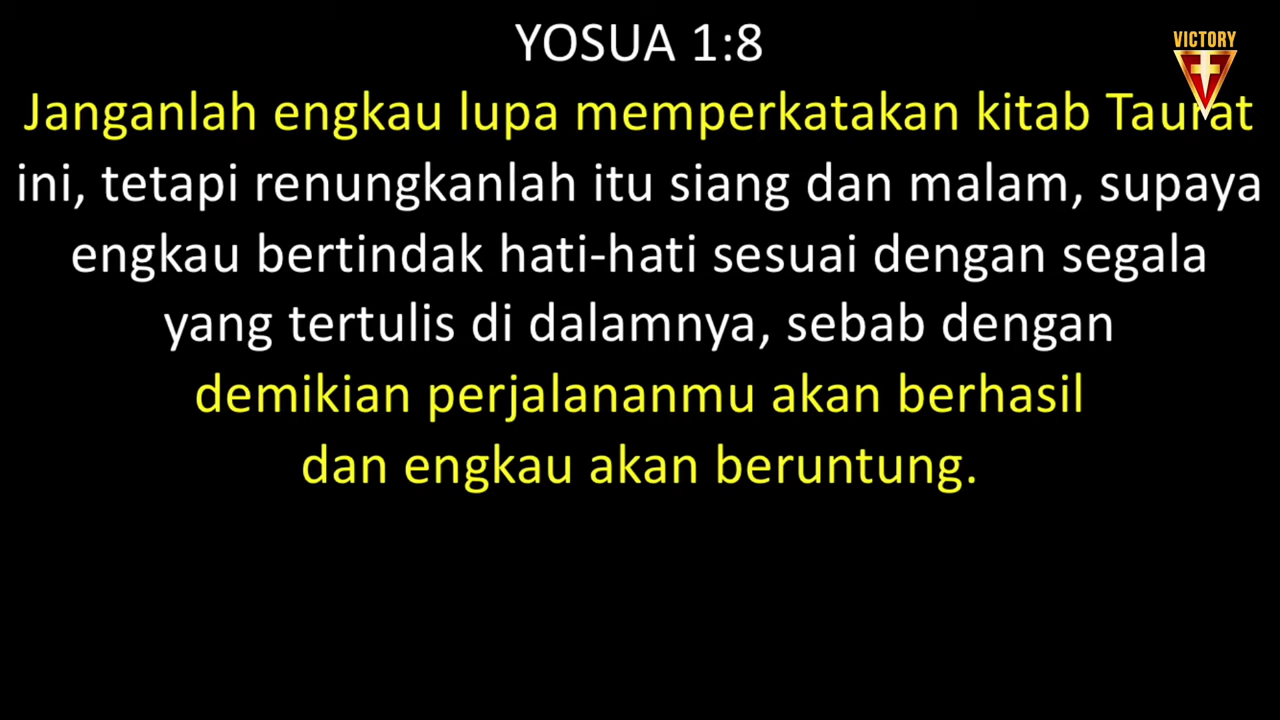 YOSUA 1:8
VICTORY
Janganlah engkau lupa memperkatakan kitab Taurat
ini, tetapi renungkanlah itu siang dan malam, supaya
engkau bertindak hati-hati sesuai dengan segala
yang tertulis di dalamnya, sebab dengan
demikian perjalananmu akan berhasil
dan engkau akan beruntung.